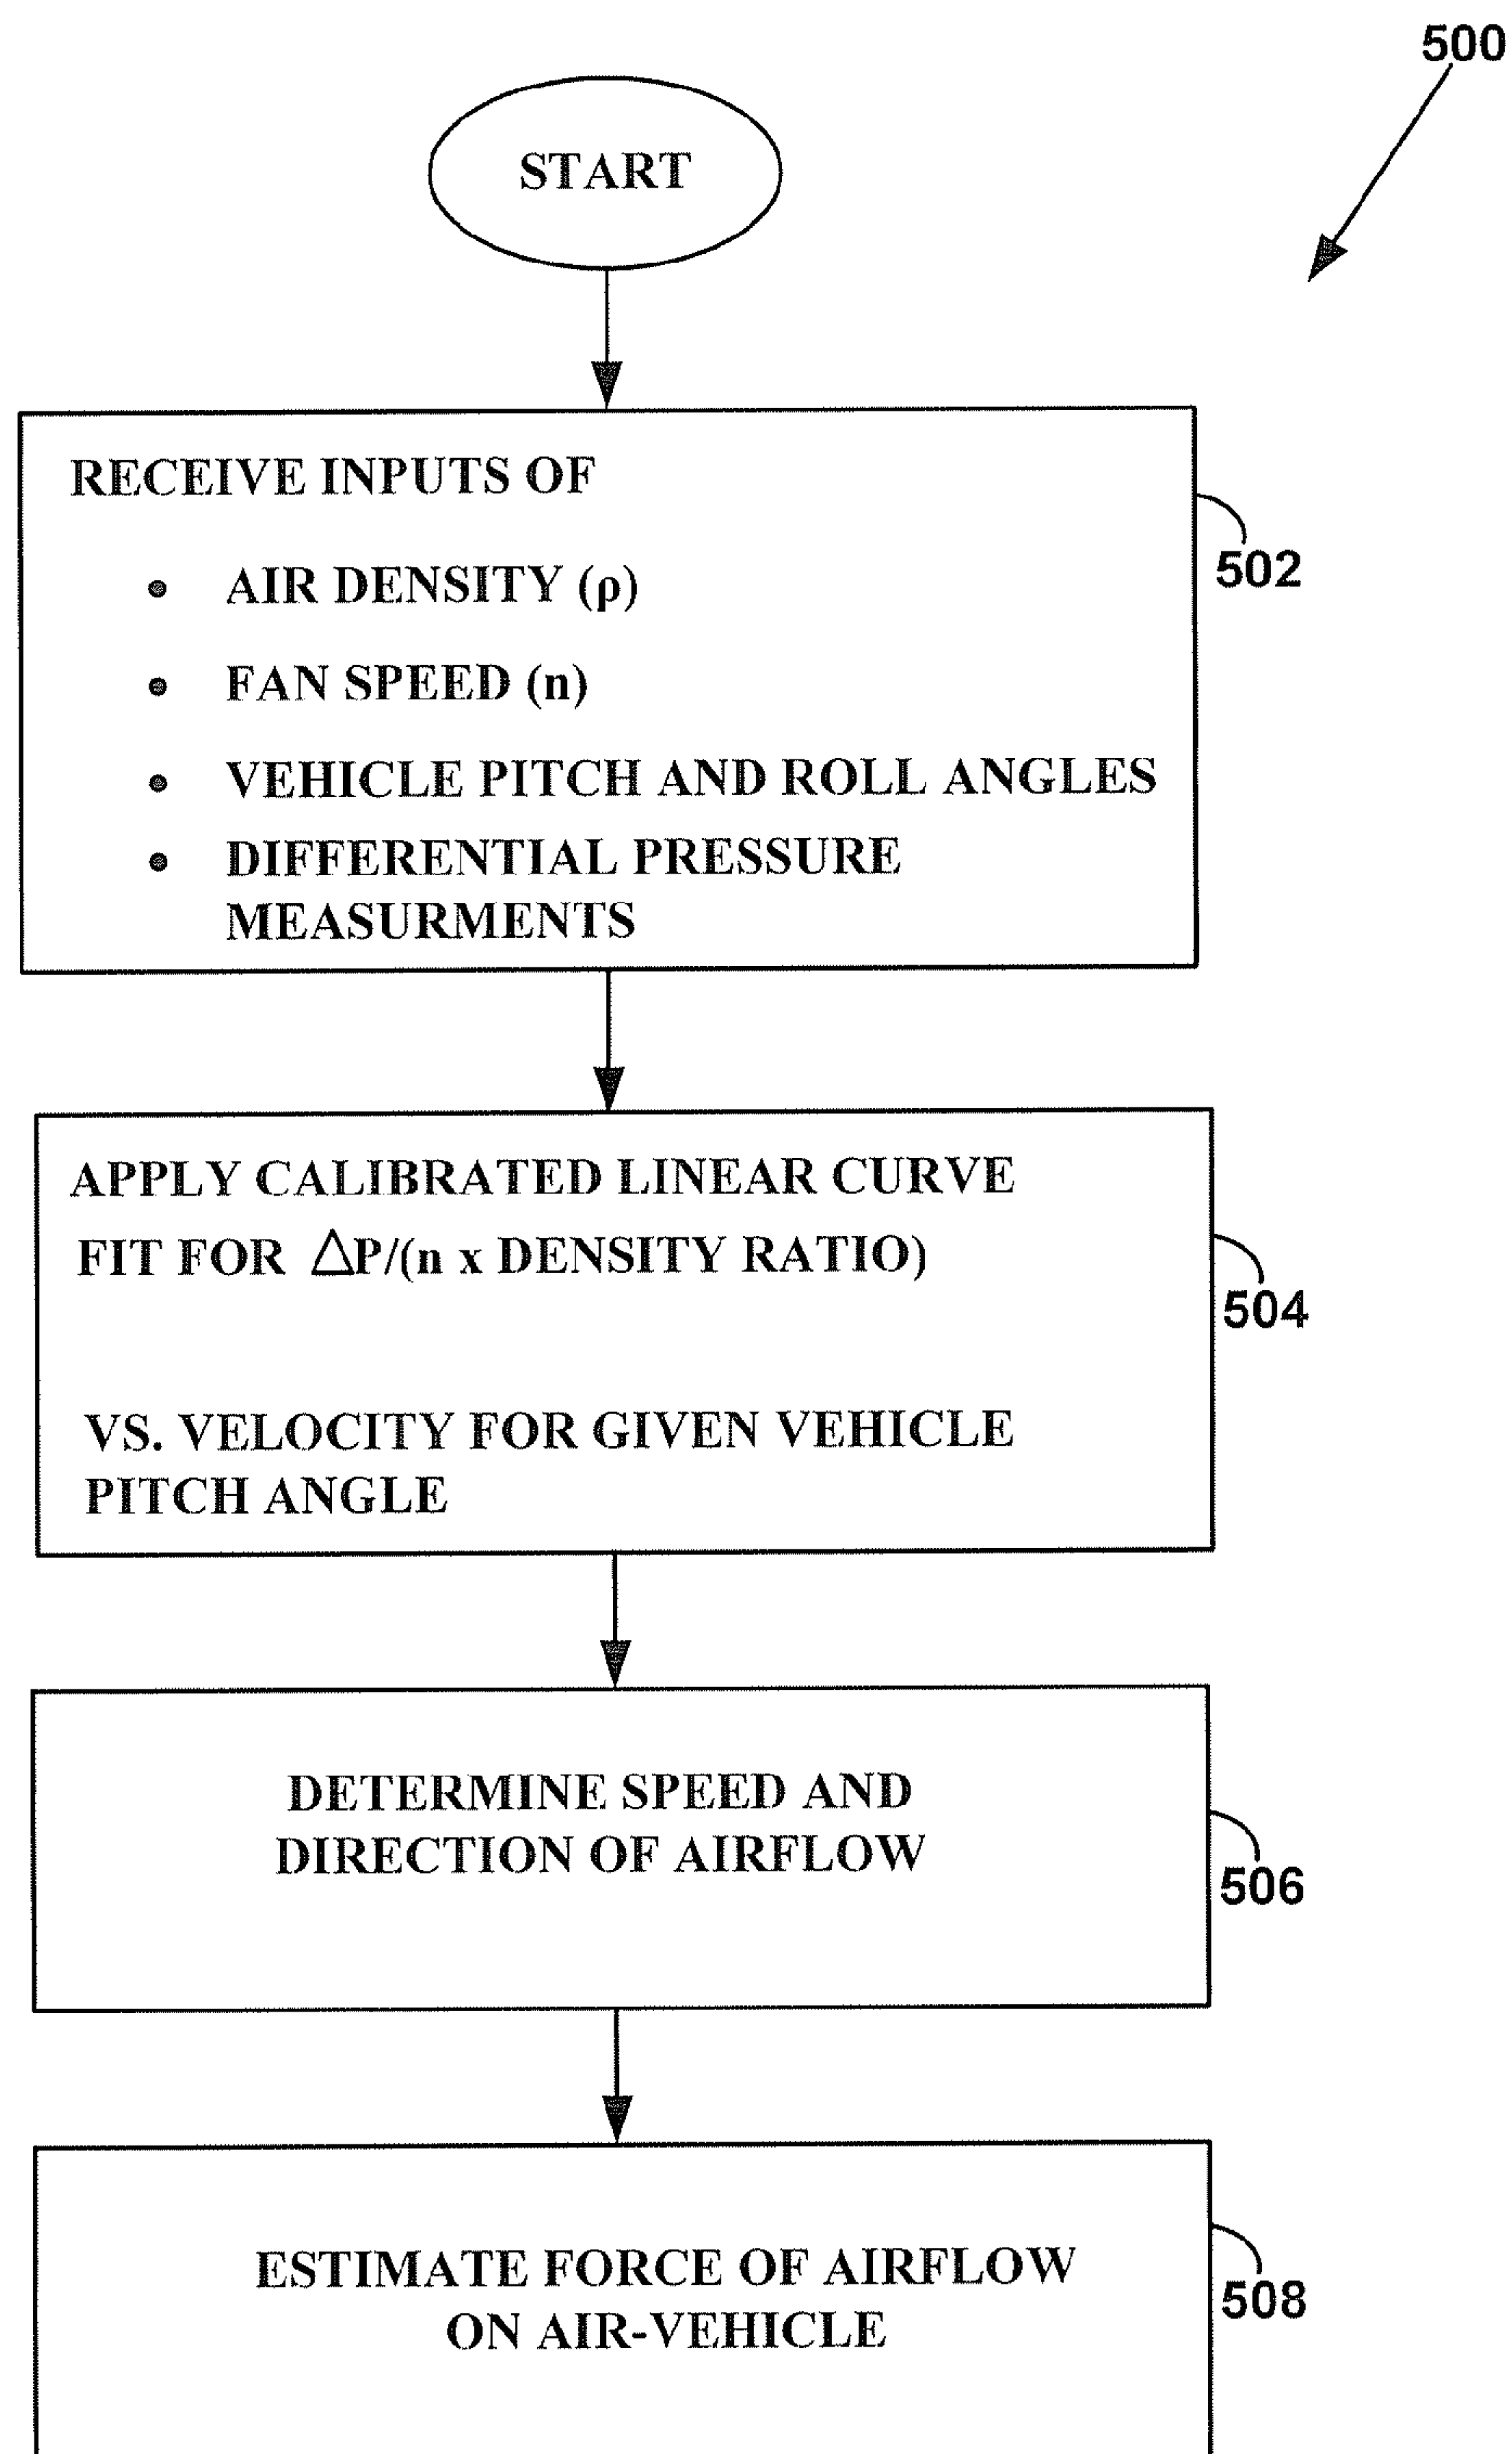 500
START
RECEIVE INPUTS OF
• AIR DENSITY (ρ)
• FAN SPEED (n)
• VEHICLE PITCH AND ROLL ANGLES
• DIFFERENTIAL PRESSURE
MEASURMENTS
502
APPLY CALIBRATED LINEAR CURVE
FIT FOR △P/(n x DENSITY RATIO)
504
VS. VELOCITY FOR GIVEN VEHICLE
PITCH ANGLE
DETERMINE SPEED AND
DIRECTION OF AIRFLOW
506
ESTIMATE FORCE OF AIRFLOW
ON AIR-VEHICLE
508